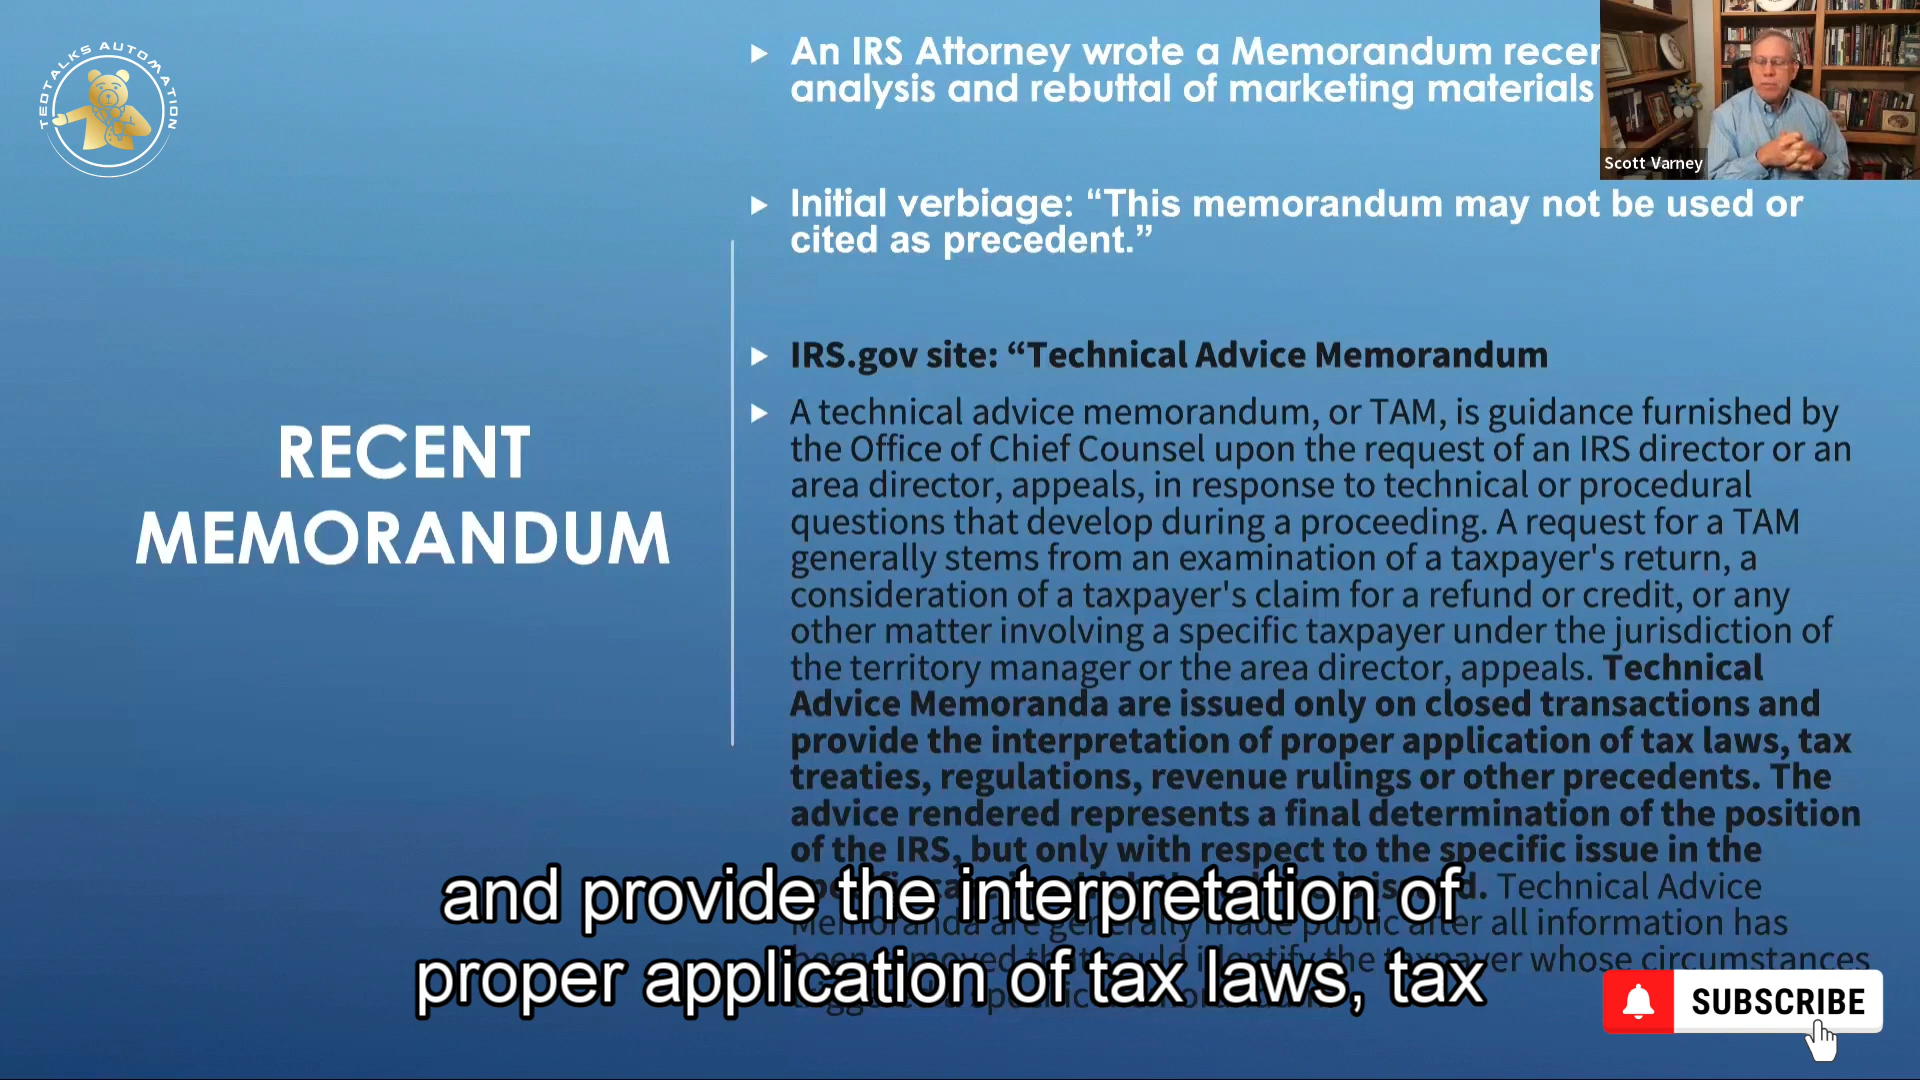 TEDTALKS AUTOMATION
An IRS Attorney wrote a Memorandum
analysis and rebuttal of marketing materials
Scott Varney
Initial verbiage: “This memorandum may not be used or
cited as precedent.”
RECENT
MEMORANDUM
IRS.gov site: “Technical Advice Memorandum
A technical advice memorandum, or TAM, is guidance furnished by
the Office of Chief Counsel upon the request of an IRS director or an
area director, appeals, in response to technical or procedural
questions that develop during a proceeding. A request for a TAM
generally stems from an examination of a taxpayer's return, a
consideration of a taxpayer's claim for a refund or credit, or any
other matter involving a specific taxpayer under the jurisdiction of
the territory manager or the area director, appeals. Technical
Advice Memoranda are issued only on closed transactions and
provide the interpretation of proper application of tax laws, tax
treaties, regulations, revenue rulings or other precedents. The
advice rendered represents a final determination of the position
of the IRS, but only with respect to the specific issue in the
Technical Advice
Memoranda are generally made public after all information has
the taxpayer whose circumstances
and provide the interpretation of
proper application of tax laws, tax
SUBSCRIBE